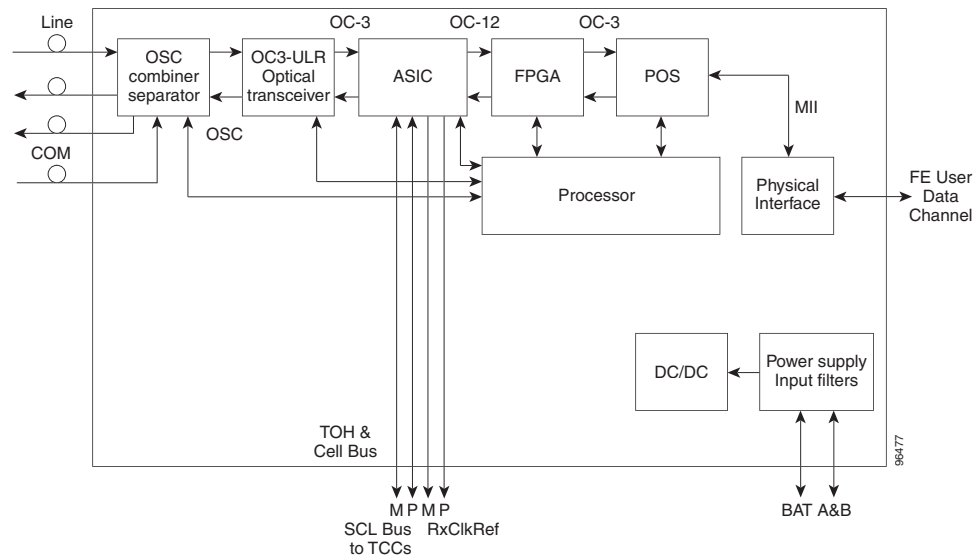 Line
OC-3
OC-12
OC-3
OSC
combiner
separator
OC3-ULR
Optical
transceiver
ASIC
FPGA
POS
MII
OSC
COM
Processor
Physical
Interface
FE User
Data
Channel
DC/DC
Power supply
Input filters
TOH &
Cell Bus
96477
M P M P
BAT A&B
SCL Bus
to TCCs
RxClkRef